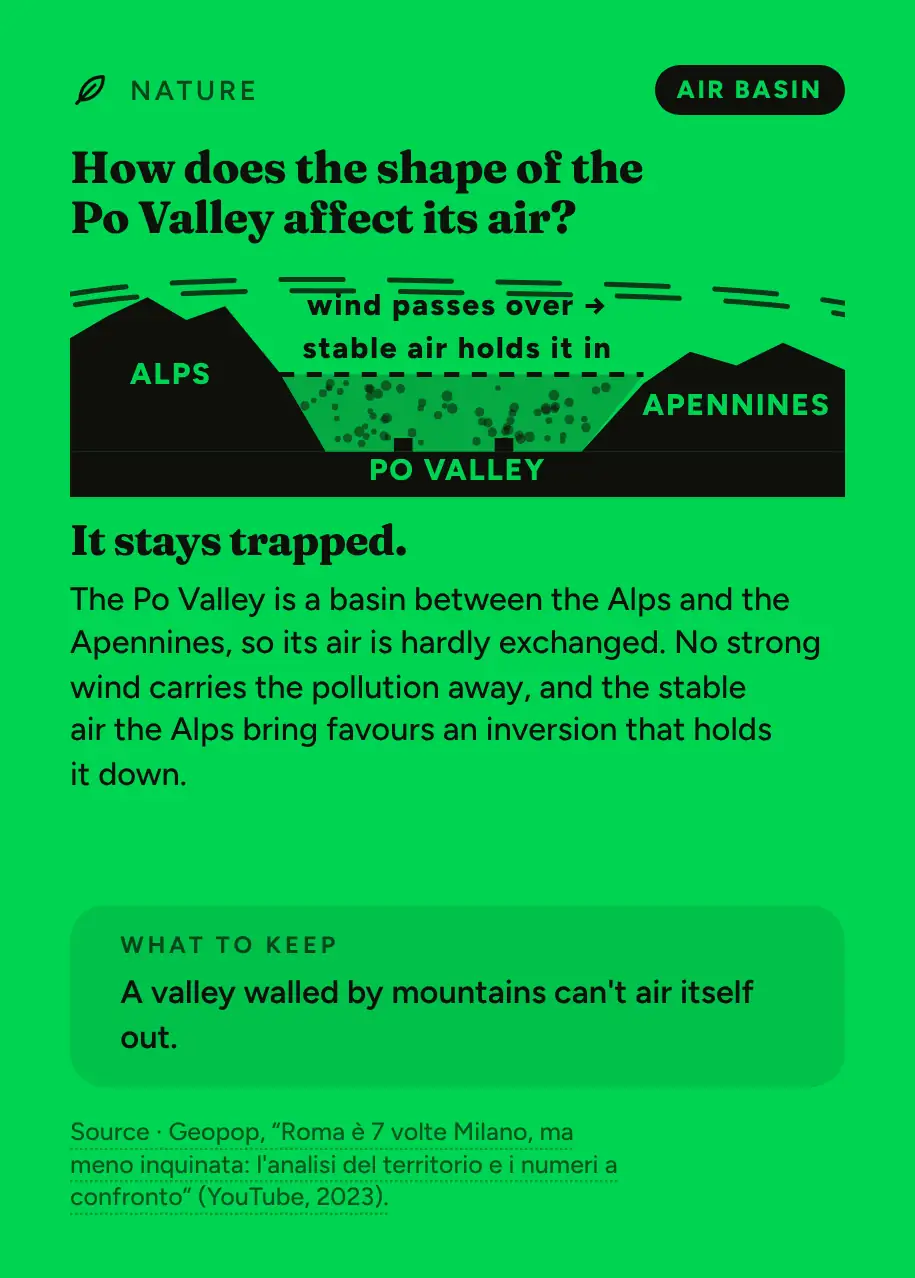 NATURE
AIR BASIN
How does the shape of the
Po Valley affect its air?
wind passes over →
stable air holds it in
ALPS
APENNINES
PO VALLEY
It stays trapped.
The Po Valley is a basin between the Alps and the
Apennines, so its air is hardly exchanged. No strong
wind carries the pollution away, and the stable
air the Alps bring favours an inversion that holds
it down.
WHAT TO KEEP
A valley walled by mountains can't air itself
out.
Source · Geopop, “Roma è 7 volte Milano, ma
meno inquinata: l'analisi del territorio e i numeri a
confronto” (YouTube, 2023).